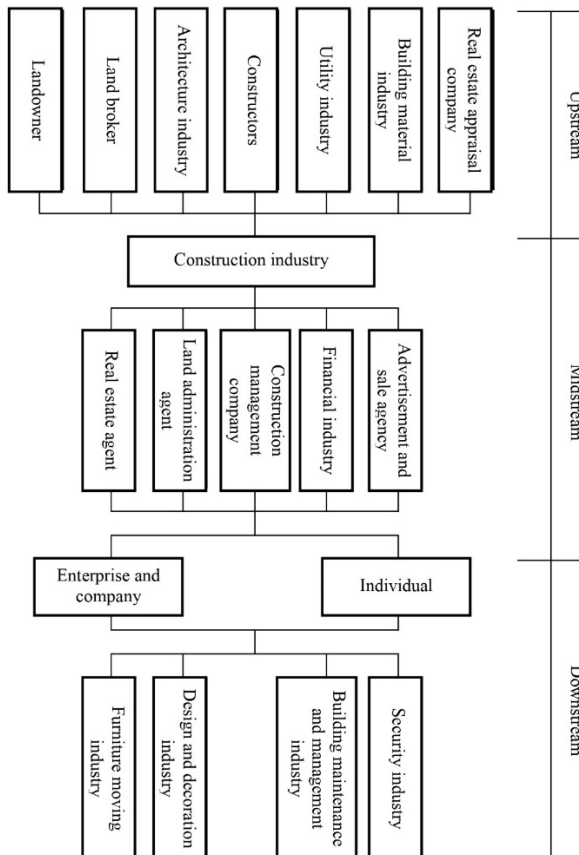 Landowner
Land broker
Architecture industry
Constructors
Utility industry
Building material
industry
Real estate appraisal
company
Upstream
Construction industry
Real estate agent
Land administration
agent
Construction
management
company
Financial industry
Advertisement and
sale agency
Midstream
Enterprise and
company
Individual
Furniture moving
industry
Design and decoration
industry
Building maintenance
and management
industry
Security industry
Downstream